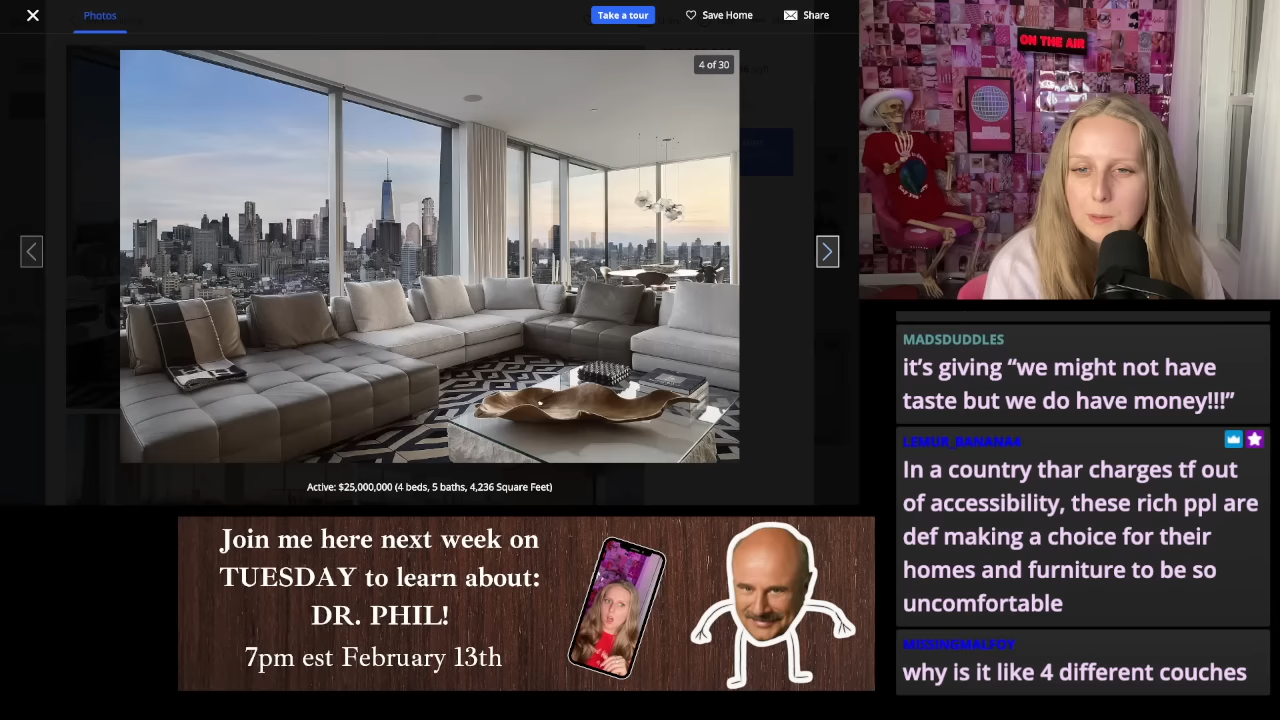 Photos
Take a tour
Save Home
Share
4 of 30
ON THE AIR
Active: $25,000,000 (4 beds, 5 baths, 4,236 Square Feet)
MADSDUDDLES
it’s giving “we might not have
taste but we do have money!!!”
LEMUR_BANANA4
In a country thar charges tf out
of accessibility, these rich ppl are
def making a choice for their
homes and furniture to be so
uncomfortable
MISSINGMALFOY
why is it like 4 different couches
Join me here next week on
TUESDAY to learn about:
DR. PHIL!
7pm est February 13th